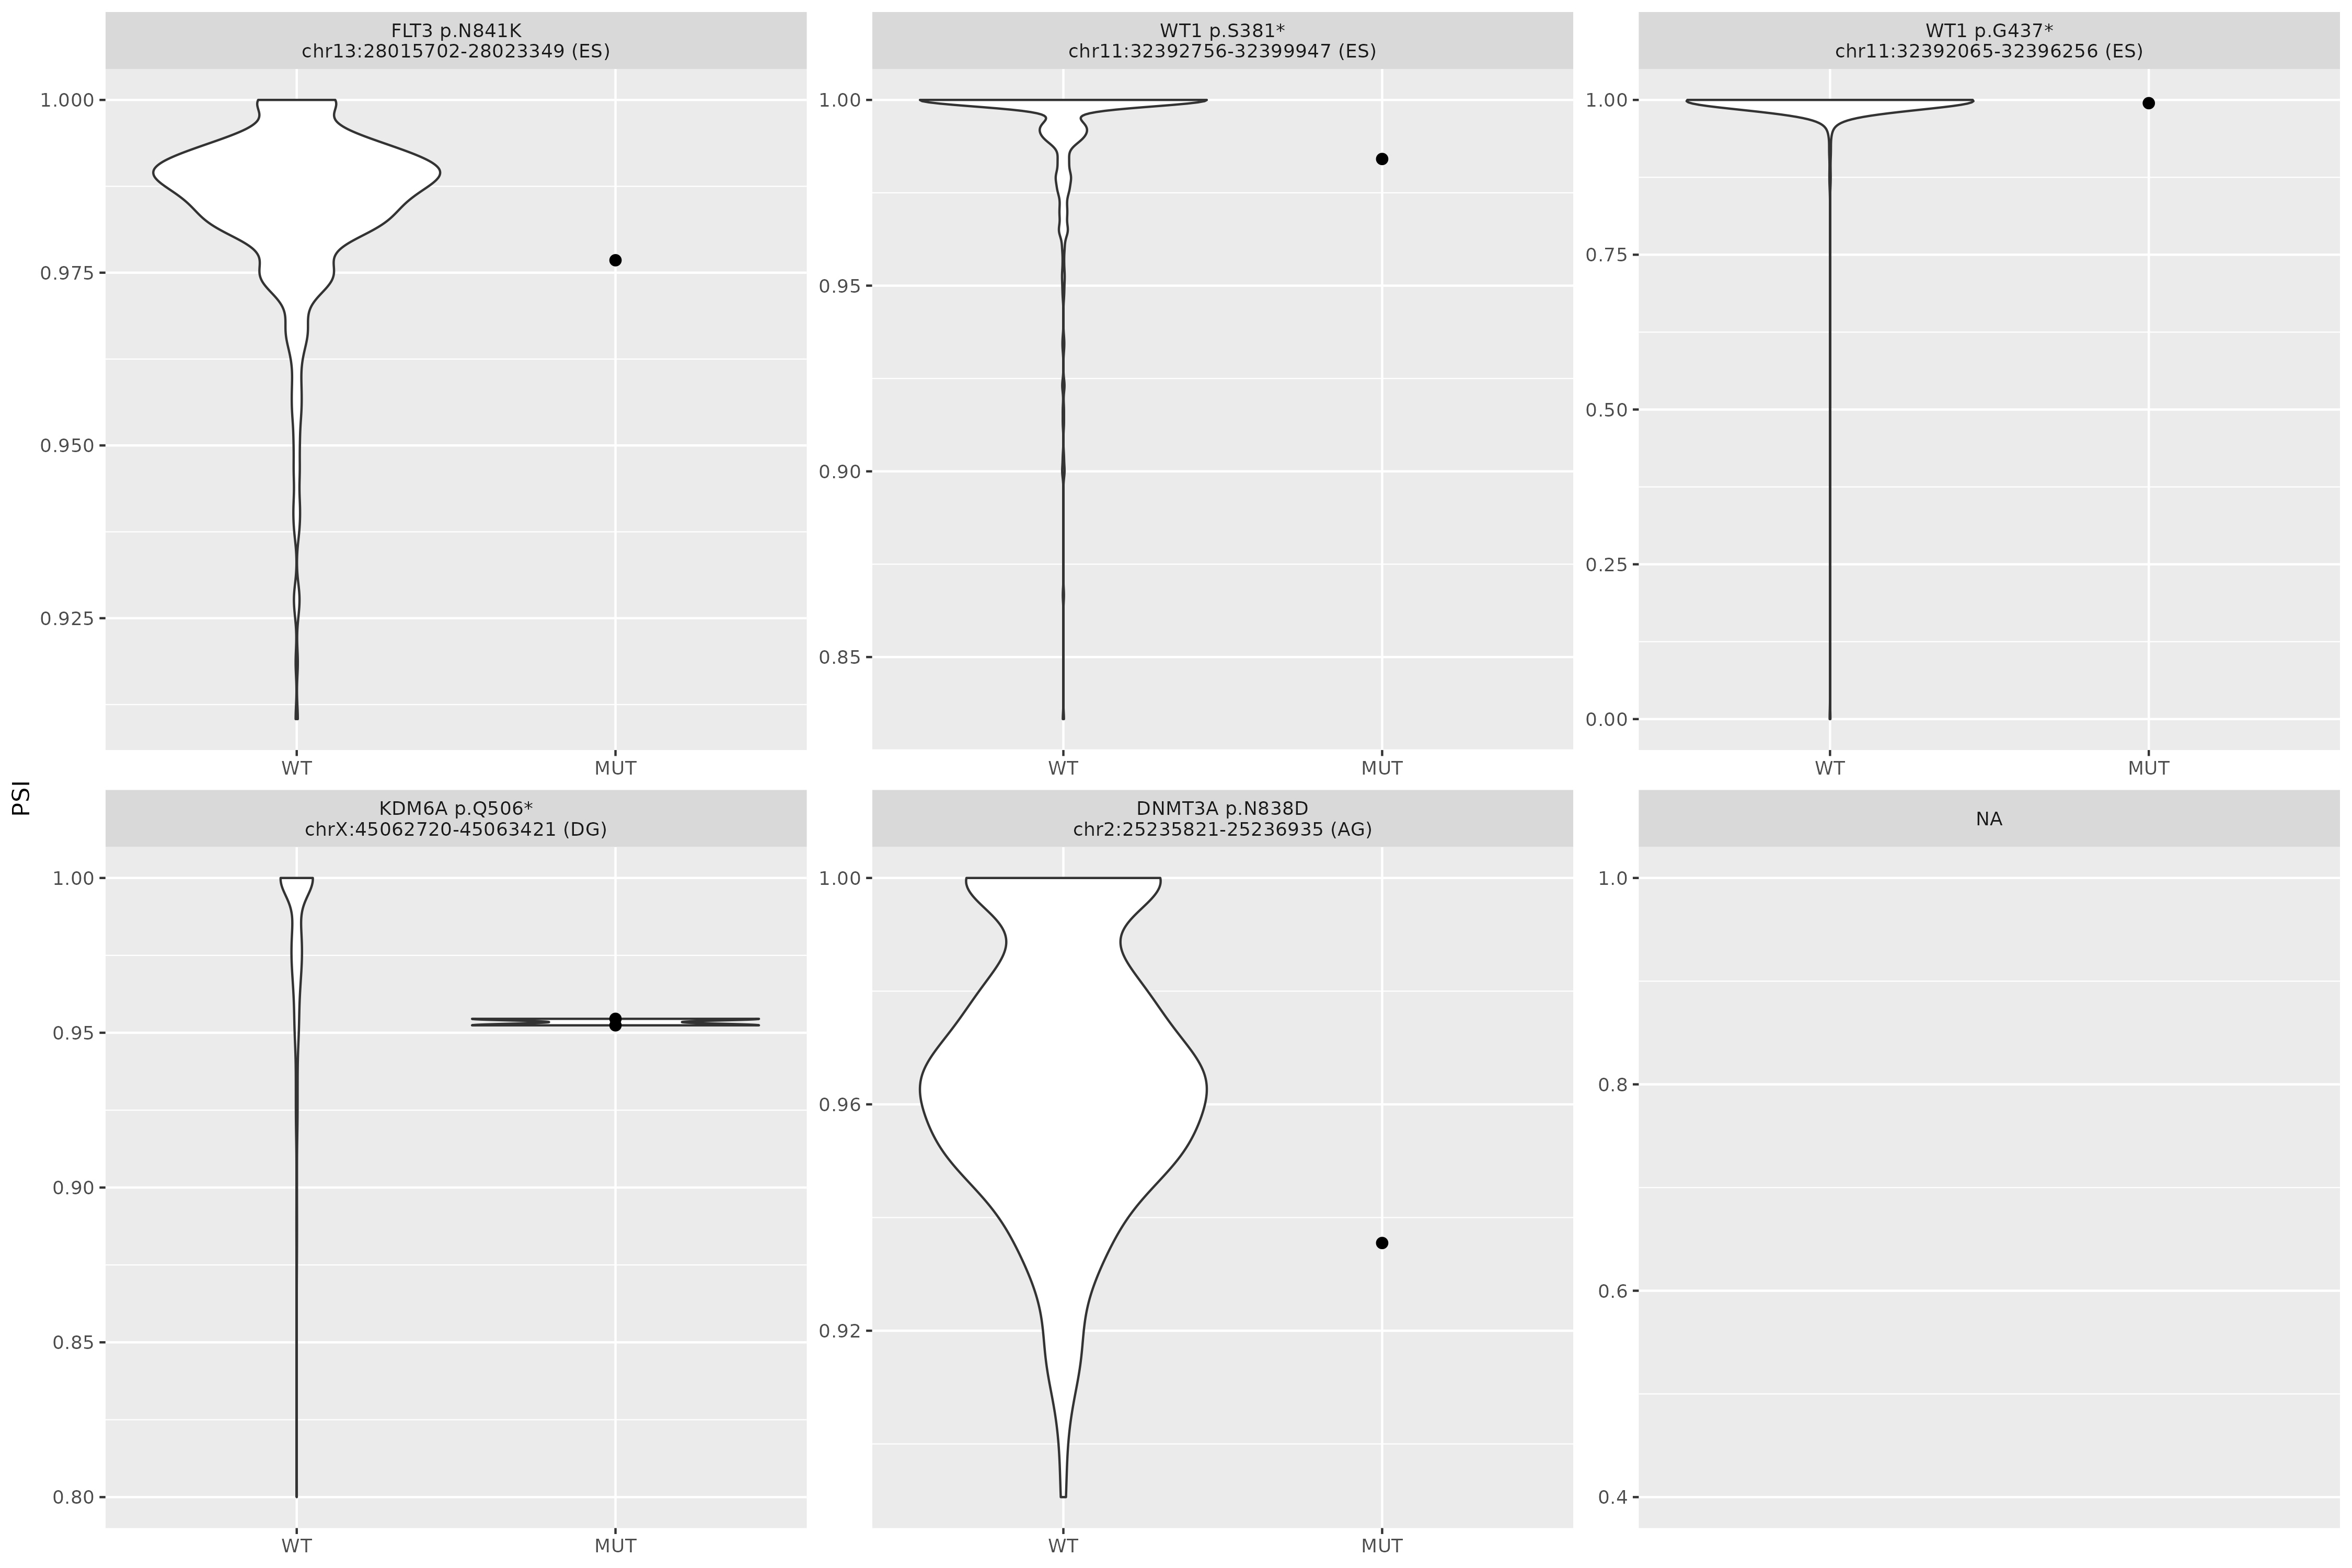 FLT3 p.N841K
chr13:28015702-28023349 (ES)
1.000
0.975
0.950
0.925
WT
MUT
WT1 p.S381*
chr11:32392756-32399947 (ES)
1.00
0.95
0.90
0.85
WT
MUT
WT1 p.G437*
chr11:32392065-32396256 (ES)
1.00
0.75
0.50
0.25
0.00
WT
MUT
PSI
KDM6A p.Q506*
chrX:45062720-45063421 (DG)
1.00
0.95
0.90
0.85
0.80
WT
MUT
DNMT3A p.N838D
chr2:25235821-25236935 (AG)
1.00
0.96
0.92
WT
MUT
NA
1.0
0.8
0.6
0.4